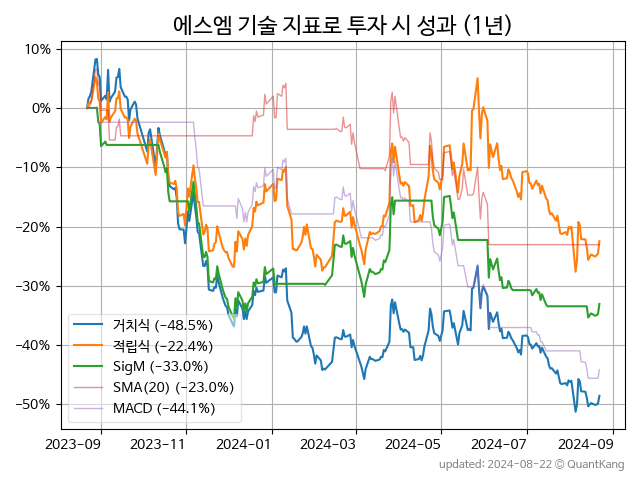 에스엠 기술 지표로 투자 시 성과 (1년)
10%
0%
−10%
−20%
−30%
−40%
−50%
거치식 (−48.5%)
적립식 (−22.4%)
SigM (−33.0%)
SMA(20) (−23.0%)
MACD (−44.1%)
2023-09 2023-11 2024-01 2024-03 2024-05 2024-07 2024-09
updated: 2024-08-22 © QuantKang